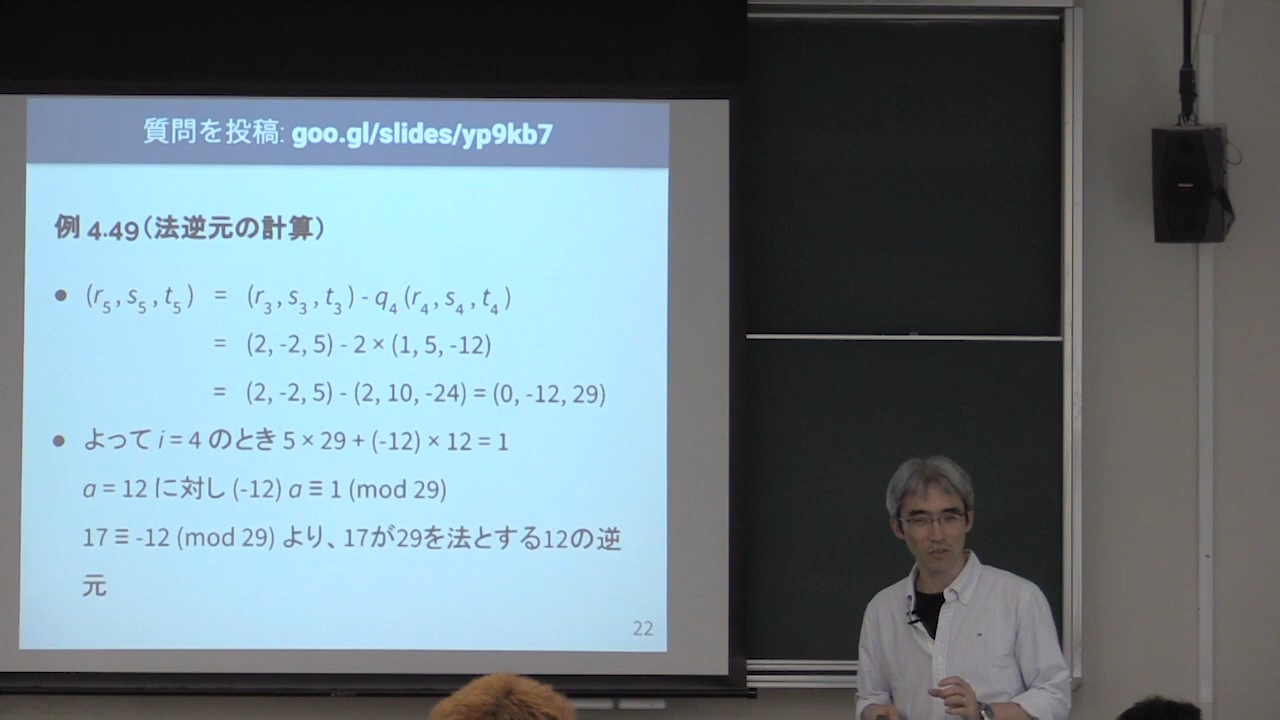 質問を投稿: goo.gl/slides/yp9kb7
例 4.49(法逆元の計算)
● (r5, s5, t5) = (r3, s3, t3) - q4 (r4, s4, t4)
= (2, -2, 5) - 2 × (1, 5, -12)
= (2, -2, 5) - (2, 10, -24) = (0, -12, 29)
● よって i = 4 のとき 5 × 29 + (-12) × 12 = 1
a = 12 に対し (-12) a ≡ 1 (mod 29)
17 ≡ -12 (mod 29) より、17が29を法とする12の逆
元
22